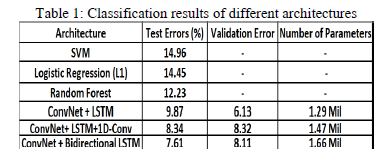 Table 1: Classification results of different architectures
Architecture Test Errors (%) Validation Error Number of Parameters
SVM 14.96 - -
Logistic Regression (L1) 14.45 - -
Random Forest 12.23 - -
ConvNet + LSTM 9.87 6.13 1.29 Mil
ConvNet+ LSTM+1D-Conv 8.34 8.32 1.47 Mil
ConvNet + Bidirectional LSTM 7.61 8.11 1.66 Mil